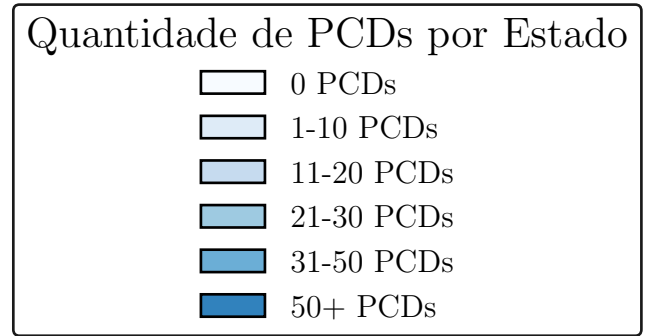 Quantidade de PCDs por Estado
0 PCDs
1-10 PCDs
11-20 PCDs
21-30 PCDs
31-50 PCDs
50+ PCDs